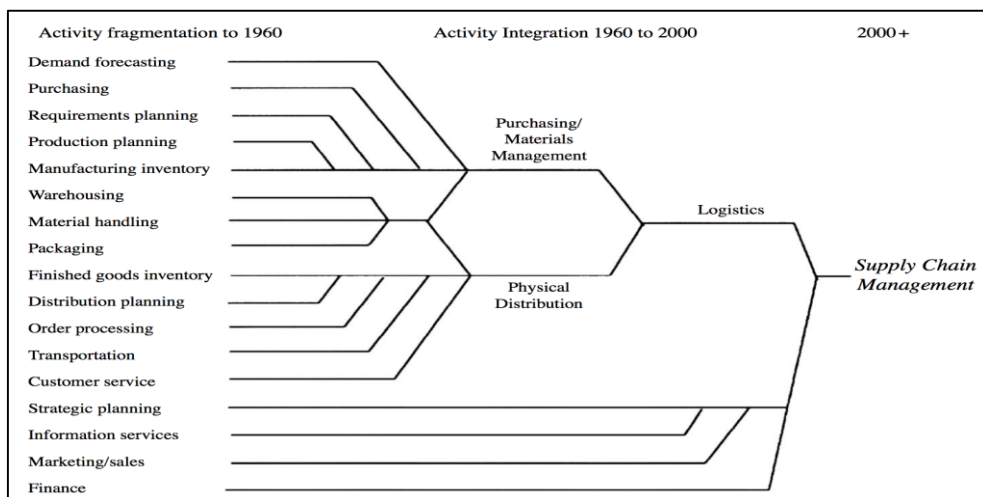 Activity fragmentation to 1960
Activity Integration 1960 to 2000
2000+
Demand forecasting
Purchasing
Requirements planning
Production planning
Manufacturing inventory
Warehousing
Material handling
Packaging
Finished goods inventory
Distribution planning
Order processing
Transportation
Customer service
Strategic planning
Information services
Marketing/sales
Finance
Purchasing/
Materials
Management
Physical
Distribution
Logistics
Supply Chain
Management